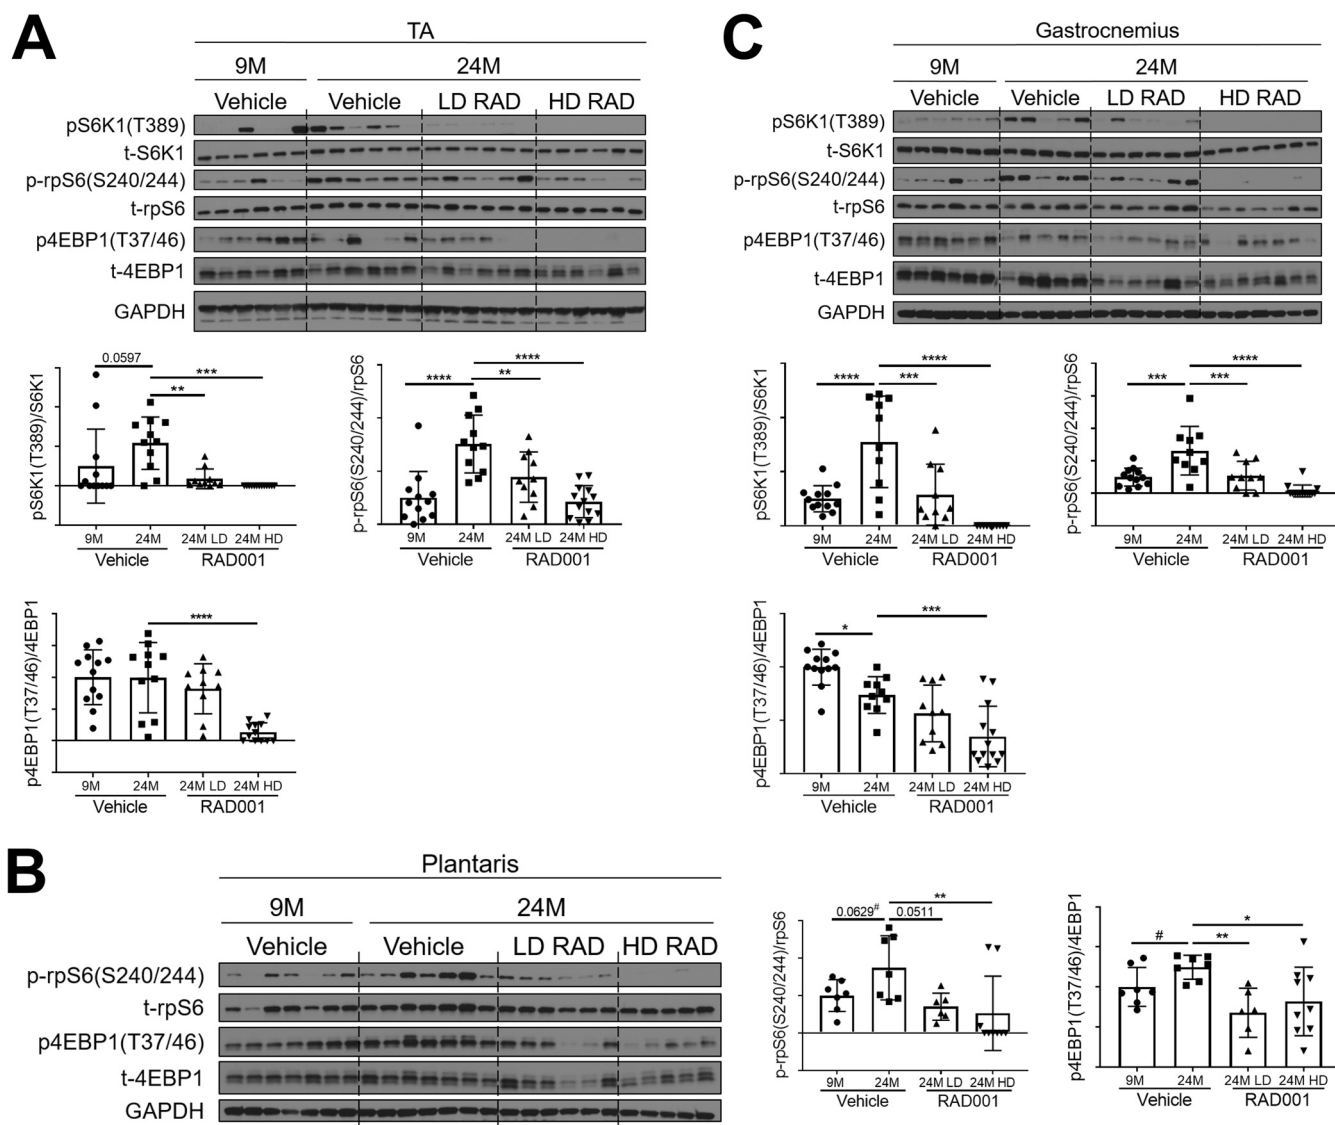 A
TA
9M 24M
Vehicle Vehicle LD RAD HD RAD
pS6K1(T389)
t-S6K1
p-rpS6(S240/244)
t-rpS6
p4EBP1(T37/46)
t-4EBP1
GAPDH
pS6K1(T389)/S6K1
0.0597
***
**
9M 24M 24M LD 24M HD
Vehicle RAD001
p-rpS6(S240/244)/rpS6
****
**** **
9M 24M 24M LD 24M HD
Vehicle RAD001
p4EBP1(T37/46)/4EBP1
****
9M 24M 24M LD 24M HD
Vehicle RAD001
C
Gastrocnemius
9M 24M
Vehicle Vehicle LD RAD HD RAD
pS6K1(T389)
t-S6K1
p-rpS6(S240/244)
t-rpS6
p4EBP1(T37/46)
t-4EBP1
GAPDH
pS6K1(T389)/S6K1
****
**** ***
9M 24M 24M LD 24M HD
Vehicle RAD001
p-rpS6(S240/244)/rpS6
****
*** ***
9M 24M 24M LD 24M HD
Vehicle RAD001
p4EBP1(T37/46)/4EBP1
***
*
9M 24M 24M LD 24M HD
Vehicle RAD001
B
Plantaris
9M 24M
Vehicle Vehicle LD RAD HD RAD
p-rpS6(S240/244)
t-rpS6
p4EBP1(T37/46)
t-4EBP1
GAPDH
p-rpS6(S240/244)/rpS6
**
0.0629# 0.0511
9M 24M 24M LD 24M HD
Vehicle RAD001
p4EBP1(T37/46)/4EBP1
*
# **
9M 24M 24M LD 24M HD
Vehicle RAD001